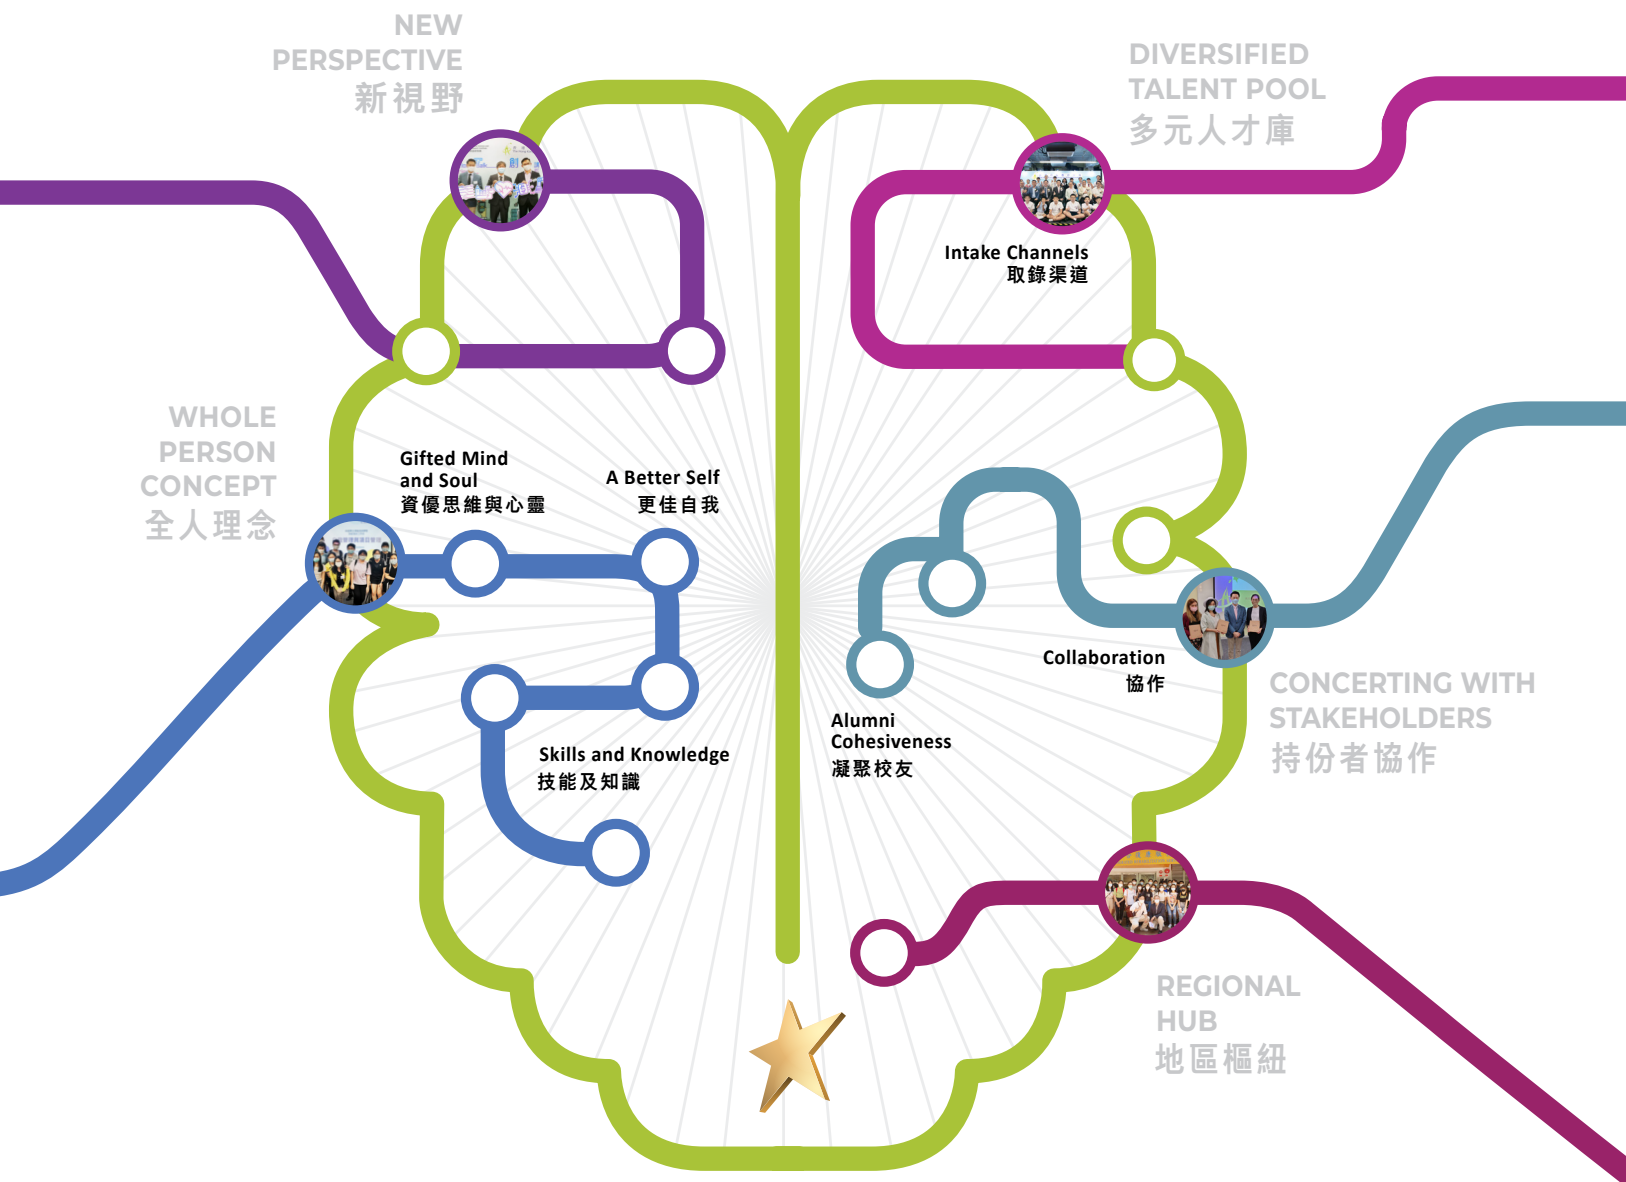 NEW
PERSPECTIVE
新視野
DIVERSIFIED
TALENT POOL
多元人才庫
Intake Channels
取錄渠道
WHOLE
PERSON
CONCEPT
全人理念
Gifted Mind
and Soul
資優思維與心靈
A Better Self
更佳自我
Skills and Knowledge
技能及知識
Alumni
Cohesiveness
凝聚校友
Collaboration
協作
CONCERTING WITH
STAKEHOLDERS
持份者協作
REGIONAL
HUB
地區樞紐